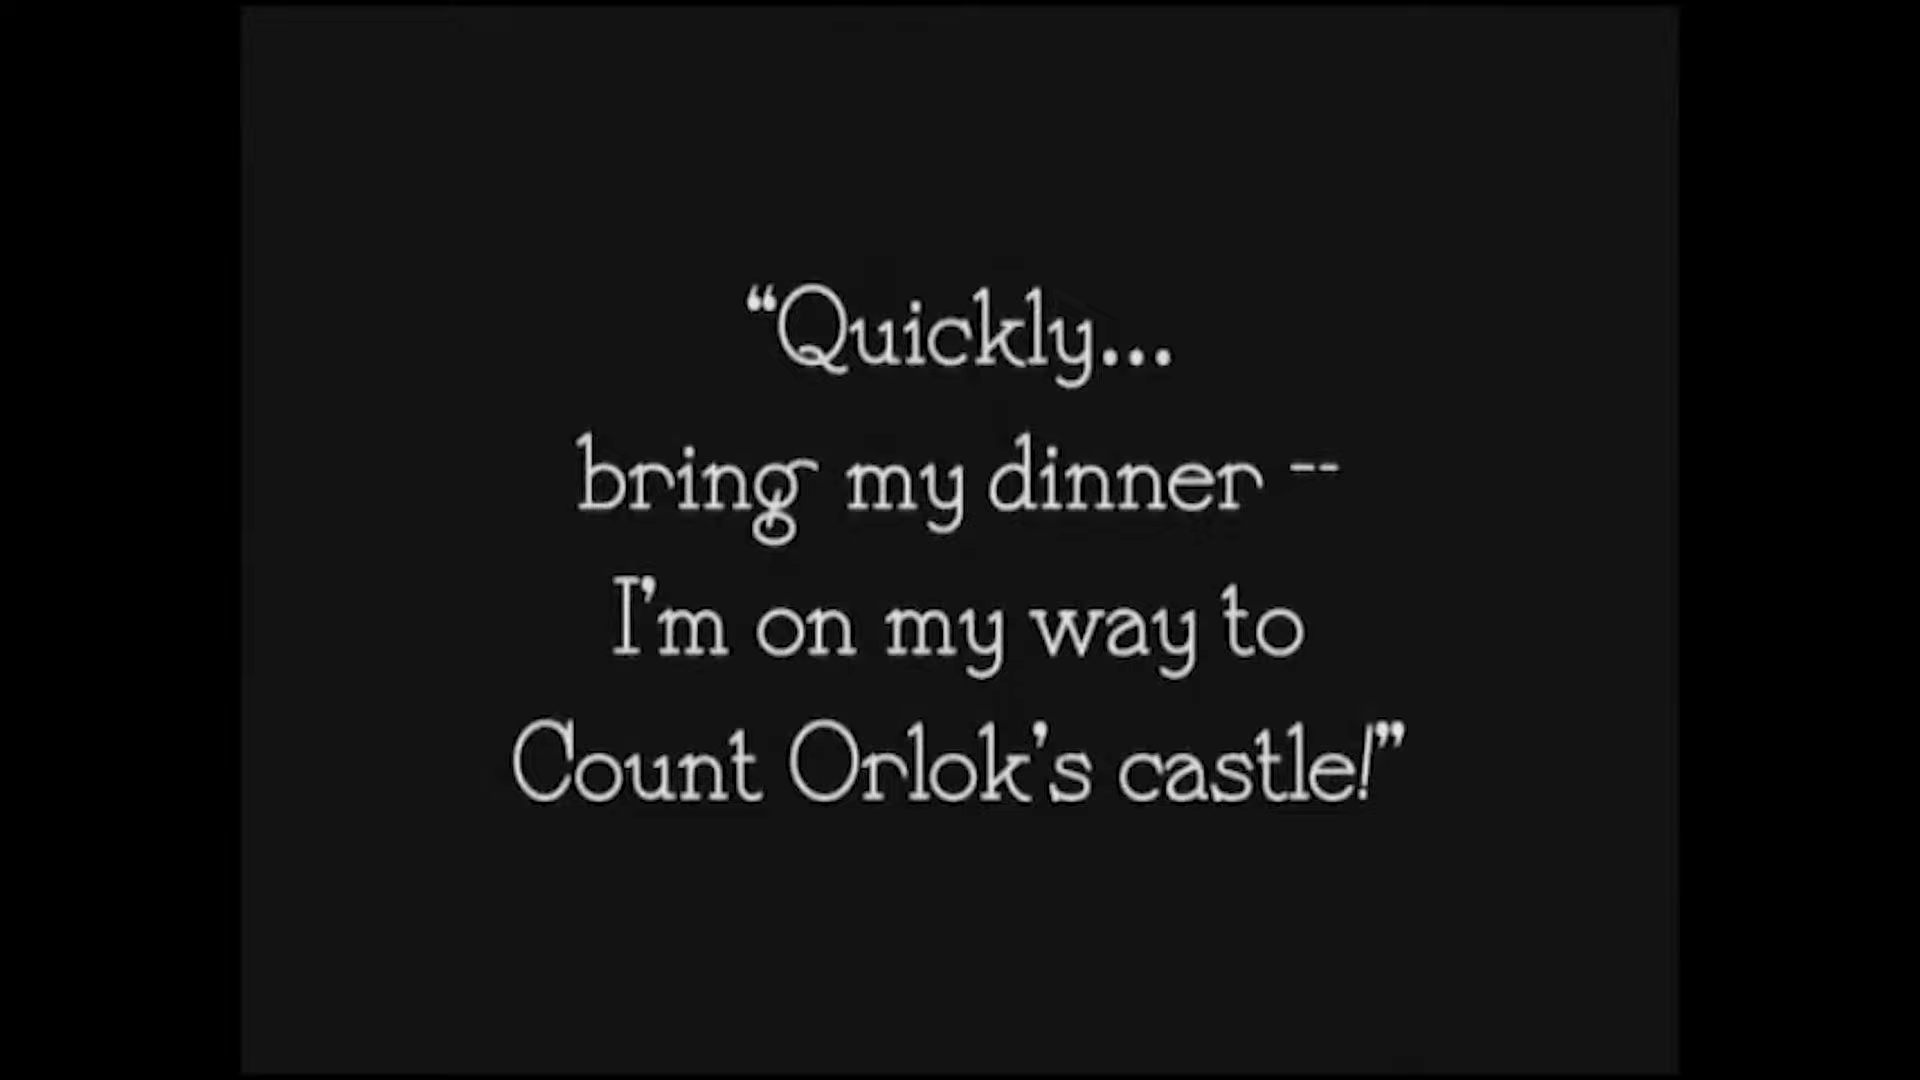 “Quickly...
bring my dinner --
I’m on my way to
Count Orlok’s castle!”